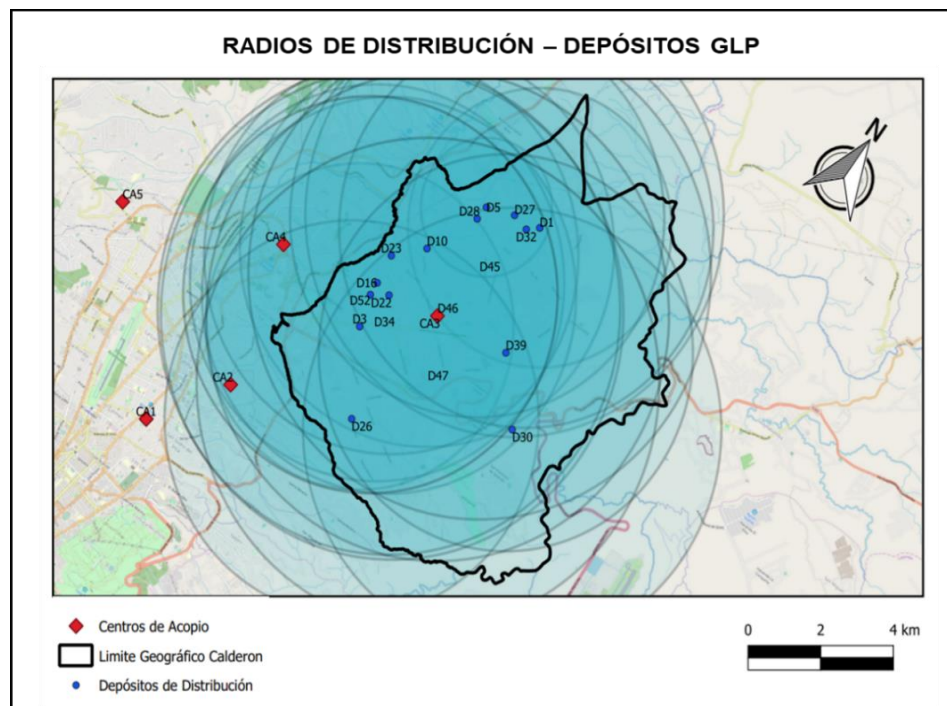 RADIOS DE DISTRIBUCIÓN – DEPÓSITOS GLP
N
CA5
D5
D28
D27
D1
D32
CA4
D10
D23
D45
D52
D22
D46
D3
D34
CA3
D39
CA2
D47
CA1
D26
D30
Centros de Acopio
0 2 4 km
Limite Geográfico Calderon
Depósitos de Distribución